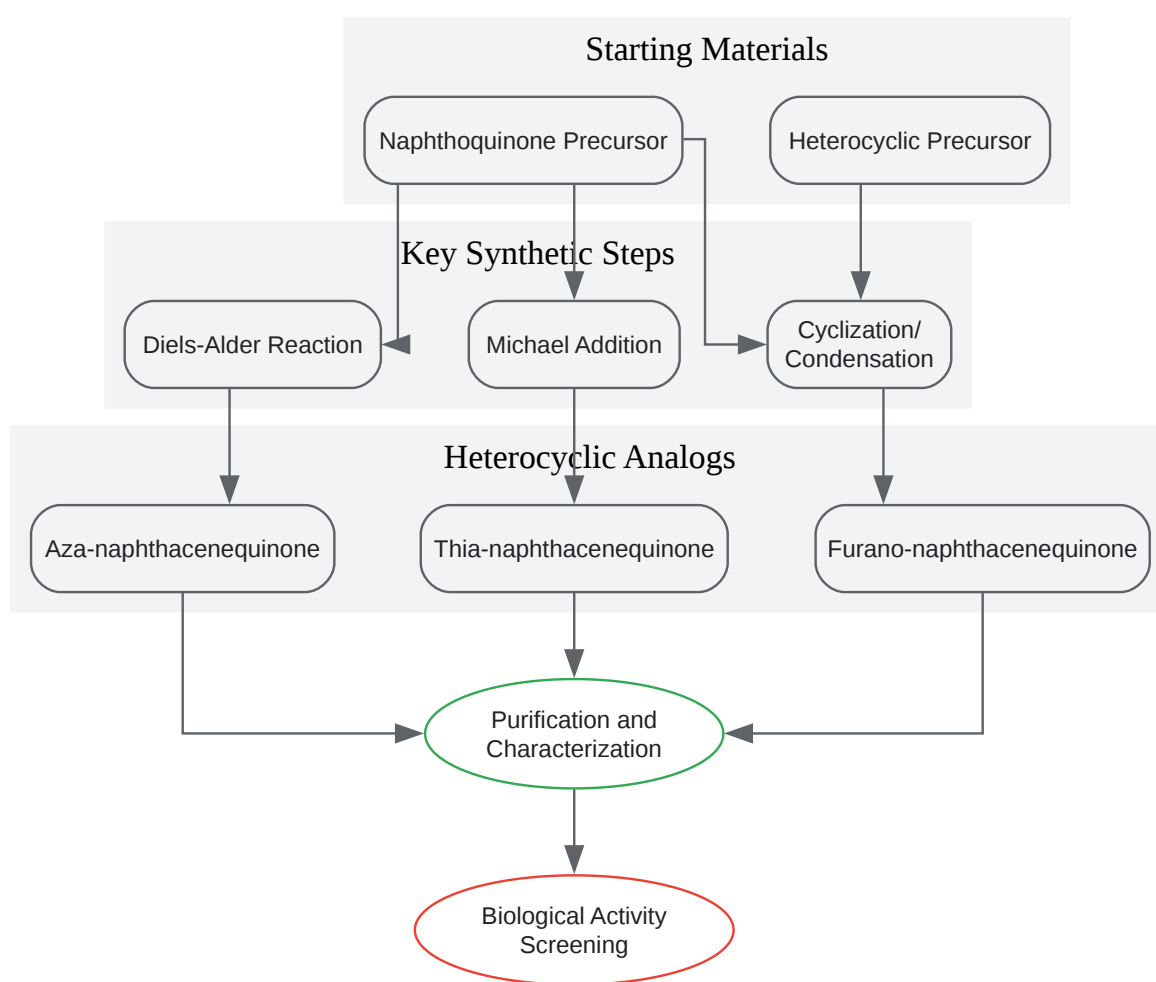 Starting Materials
Naphthoquinone Precursor
Heterocyclic Precursor
Key Synthetic Steps
Diels-Alder Reaction
Michael Addition
Cyclization/
Condensation
Heterocyclic Analogs
Aza-naphthacenequinone
Thia-naphthacenequinone
Furano-naphthacenequinone
Purification and
Characterization
Biological Activity
Screening